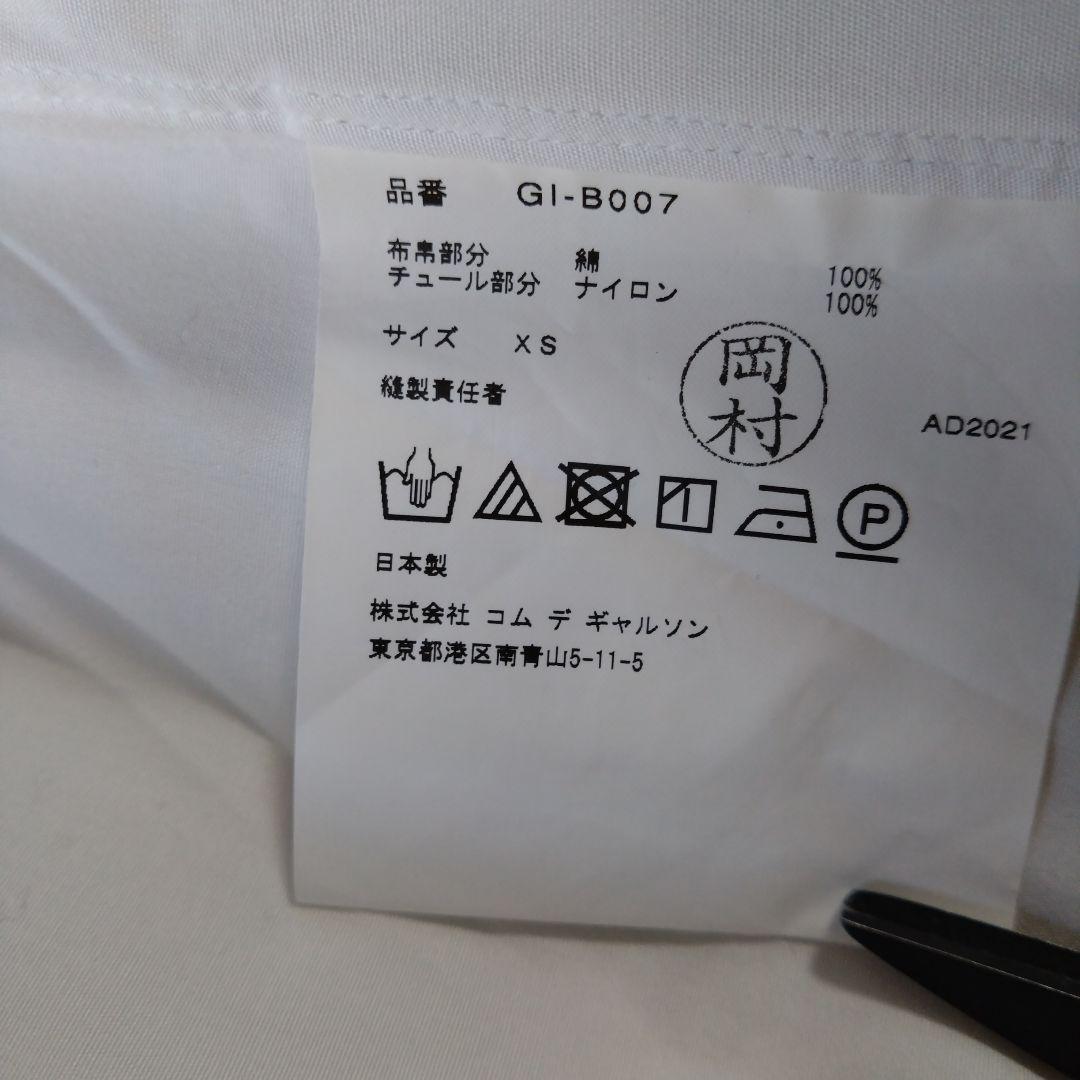 品番 GI-B007
布帛部分 綿 100%
チュール部分 ナイロン 100%
サイズ XS
縫製責任者 岡村
AD2021
P
日本製
株式会社 コム デ ギャルソン
東京都港区南青山5-11-5